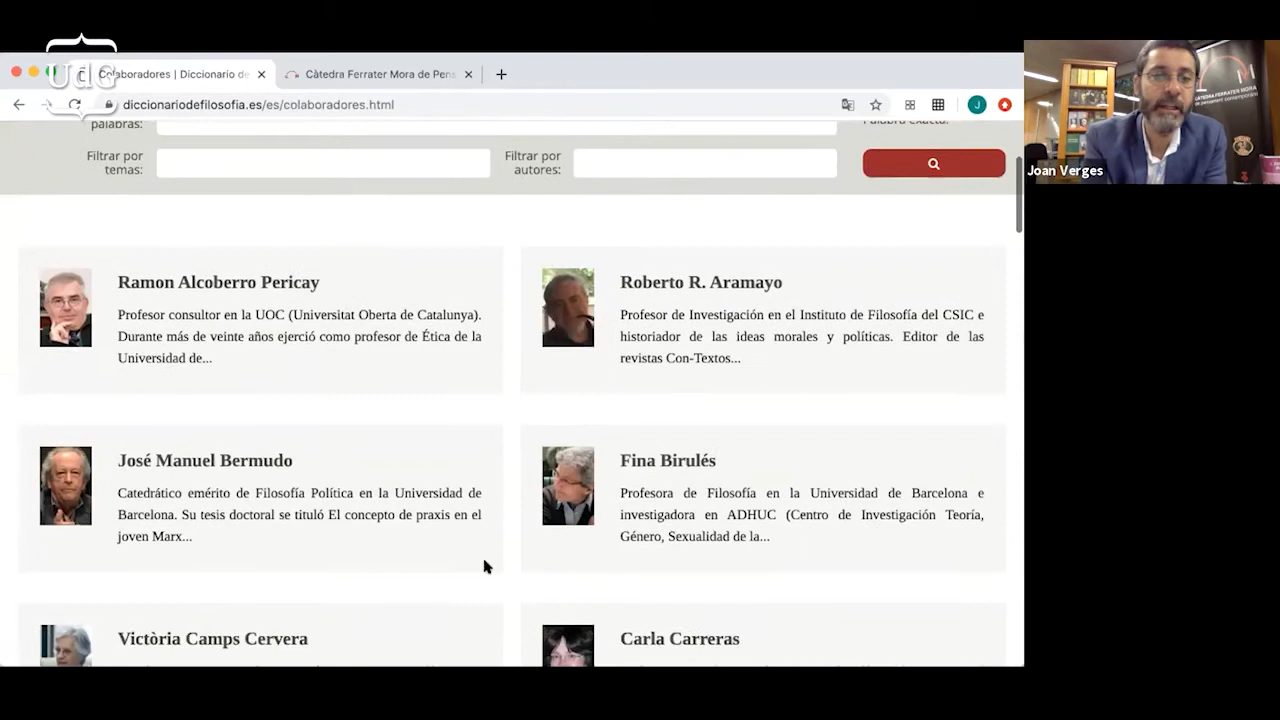 UdG
Colaboradores | Diccionario de
Càtedra Ferrater Mora de Pens
diccionariodefilosofia.es/es/colaboradores.html
J
palabras:
Palabra exacta:
Filtrar por
temas:
Filtrar por
autores:
Ramon Alcoberro Pericay
Profesor consultor en la UOC (Universitat Oberta de Catalunya).
Durante más de veinte años ejerció como profesor de Ética de la
Universidad de...
Roberto R. Aramayo
Profesor de Investigación en el Instituto de Filosofía del CSIC e
historiador de las ideas morales y políticas. Editor de las
revistas Con-Textos...
José Manuel Bermudo
Catedrático emérito de Filosofía Política en la Universidad de
Barcelona. Su tesis doctoral se tituló El concepto de praxis en el
joven Marx...
Fina Birulés
Profesora de Filosofía en la Universidad de Barcelona e
investigadora en ADHUC (Centro de Investigación Teoría,
Género, Sexualidad de la...
Victòria Camps Cervera
Carla Carreras
CÀTEDRA FERRATER MORA
Joan Verges